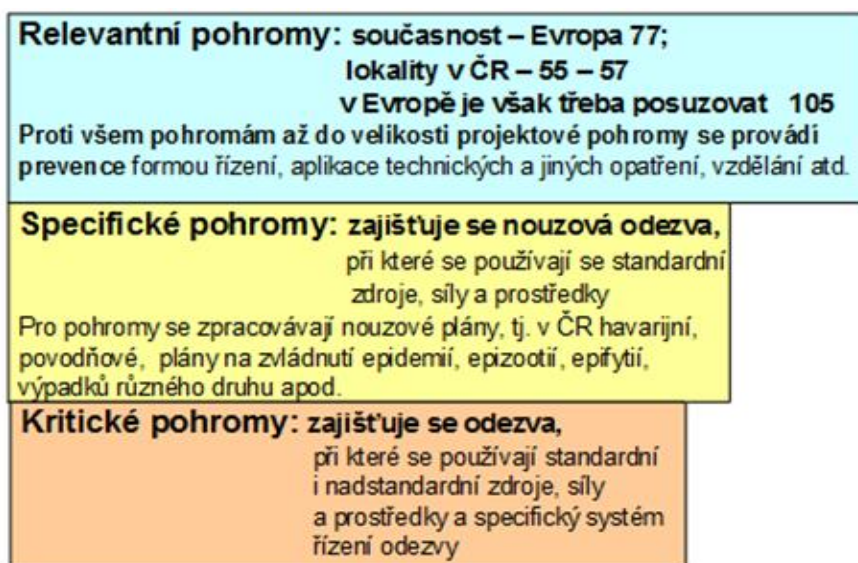 Relevantní pohromy: současnost – Evropa 77;
lokality v ČR – 55 – 57
v Evropě je však třeba posuzovat 105
Proti všem pohromám až do velikosti projektové pohromy se provádí
prevence formou řízení, aplikace technických a jiných opatření, vzdělání atd.
Specifické pohromy: zajišťuje se nouzová odezva,
při které se používají se standardní
zdroje, síly a prostředky
Pro pohromy se zpracovávají nouzové plány, tj. v ČR havarijní,
povodňové, plány na zvládnutí epidemií, epizootií, epifytií,
výpadků různého druhu apod.
Kritické pohromy: zajišťuje se odezva,
při které se používají standardní
i nadstandardní zdroje, síly
a prostředky a specifický systém
řízení odezvy